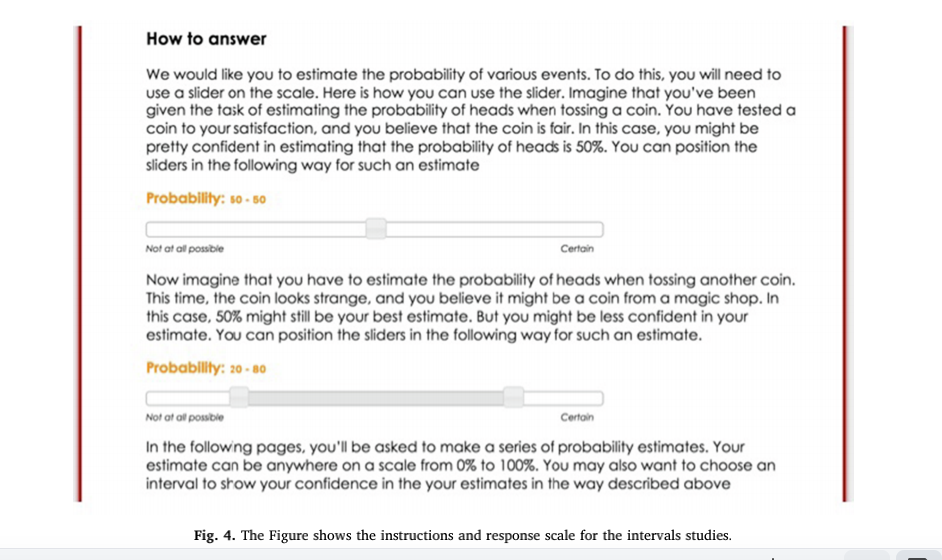 How to answer
We would like you to estimate the probability of various events. To do this, you will need to
use a slider on the scale. Here is how you can use the slider. Imagine that you've been
given the task of estimating the probability of heads when tossing a coin. You have tested a
coin to your satisfaction, and you believe that the coin is fair. In this case, you might be
pretty confident in estimating that the probability of heads is 50%. You can position the
sliders in the following way for such an estimate
Probability: 50 - 50
Not at all possible Certain
Now imagine that you have to estimate the probability of heads when tossing another coin.
This time, the coin looks strange, and you believe it might be a coin from a magic shop. In
this case, 50% might still be your best estimate. But you might be less confident in your
estimate. You can position the sliders in the following way for such an estimate.
Probability: 20 - 80
Not at all possible Certain
In the following pages, you'll be asked to make a series of probability estimates. Your
estimate can be anywhere on a scale from 0% to 100%. You may also want to choose an
interval to show your confidence in the your estimates in the way described above
Fig. 4. The Figure shows the instructions and response scale for the intervals studies.